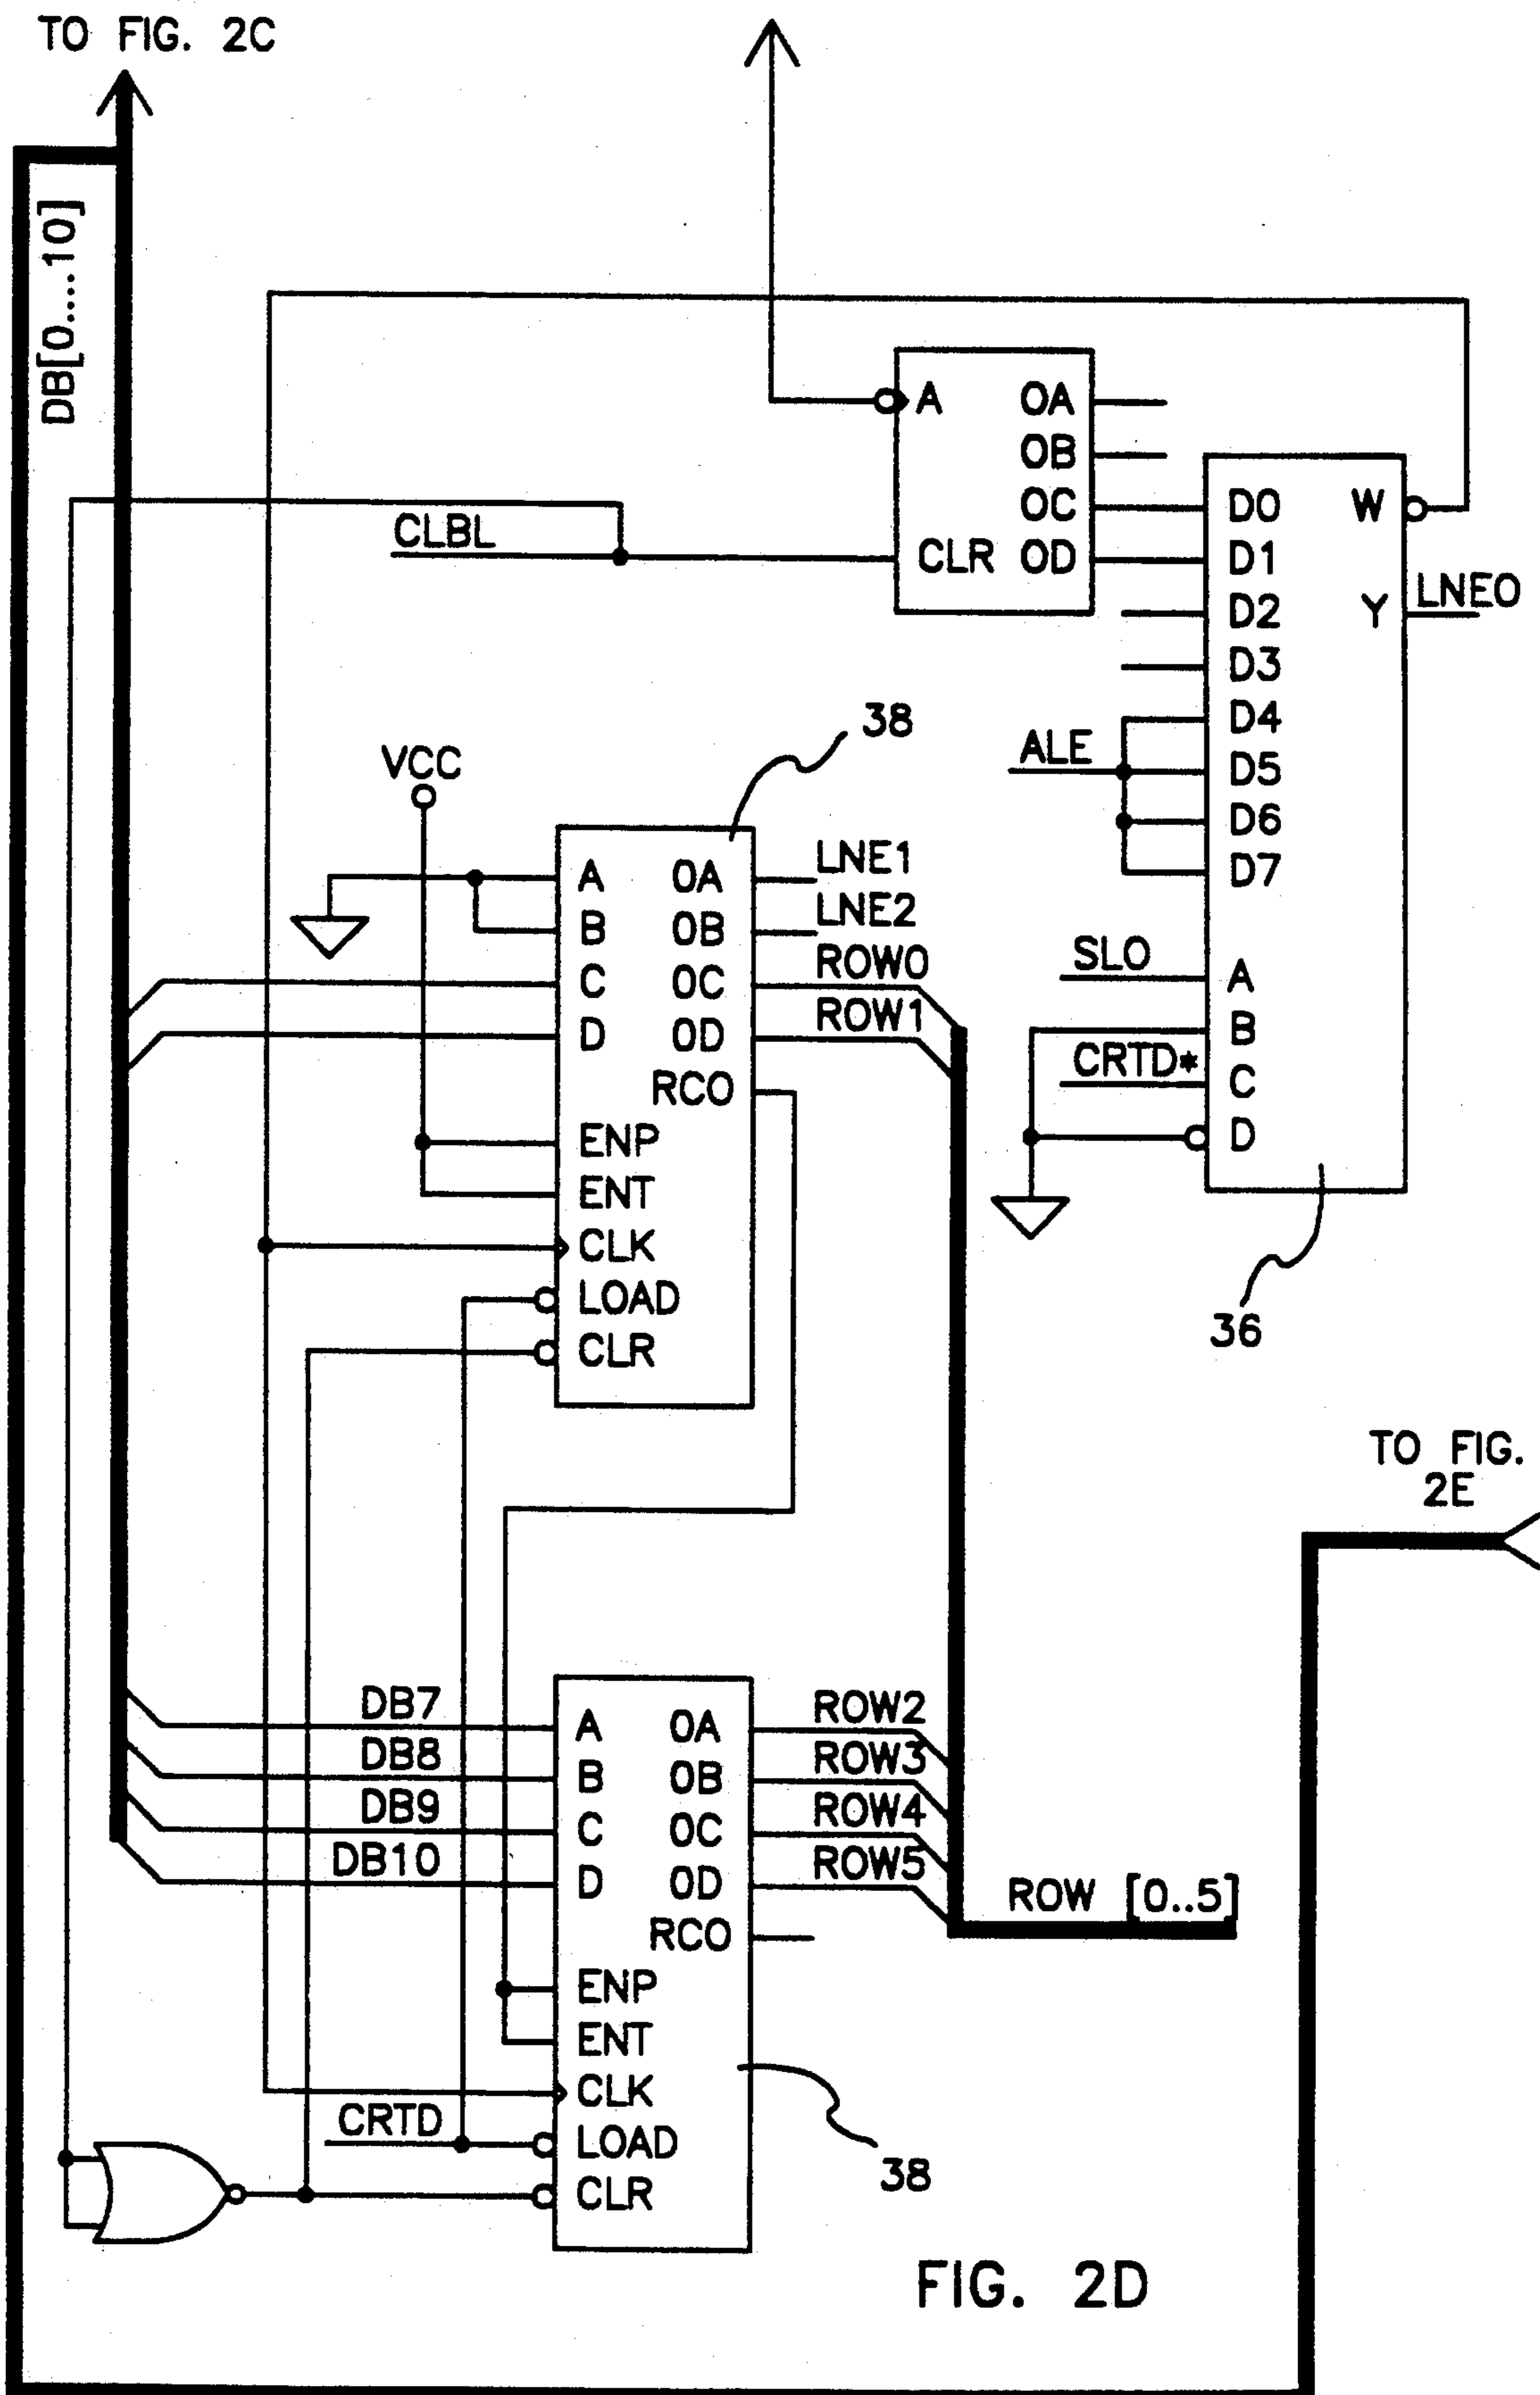 TO FIG. 2C
DB[0....10]
A OA
OB
OC
CLR OD
CLBL
D0 W
D1
D2 Y LNEO
D3
D4
ALE D5
D6
D7
SLO A
B
CRTD* C
D
36
38
VCC
A OA LNE1
B OB LNE2
C OC ROW0
D OD ROW1
RCO
ENP
ENT
CLK
LOAD
CLR
TO FIG.
2E
DB7 A OA ROW2
DB8 B OB ROW3
DB9 C OC ROW4
DB10 D OD ROW5
RCO ROW [0..5]
ENP
ENT
CLK
CRTD LOAD
CLR
38
FIG. 2D